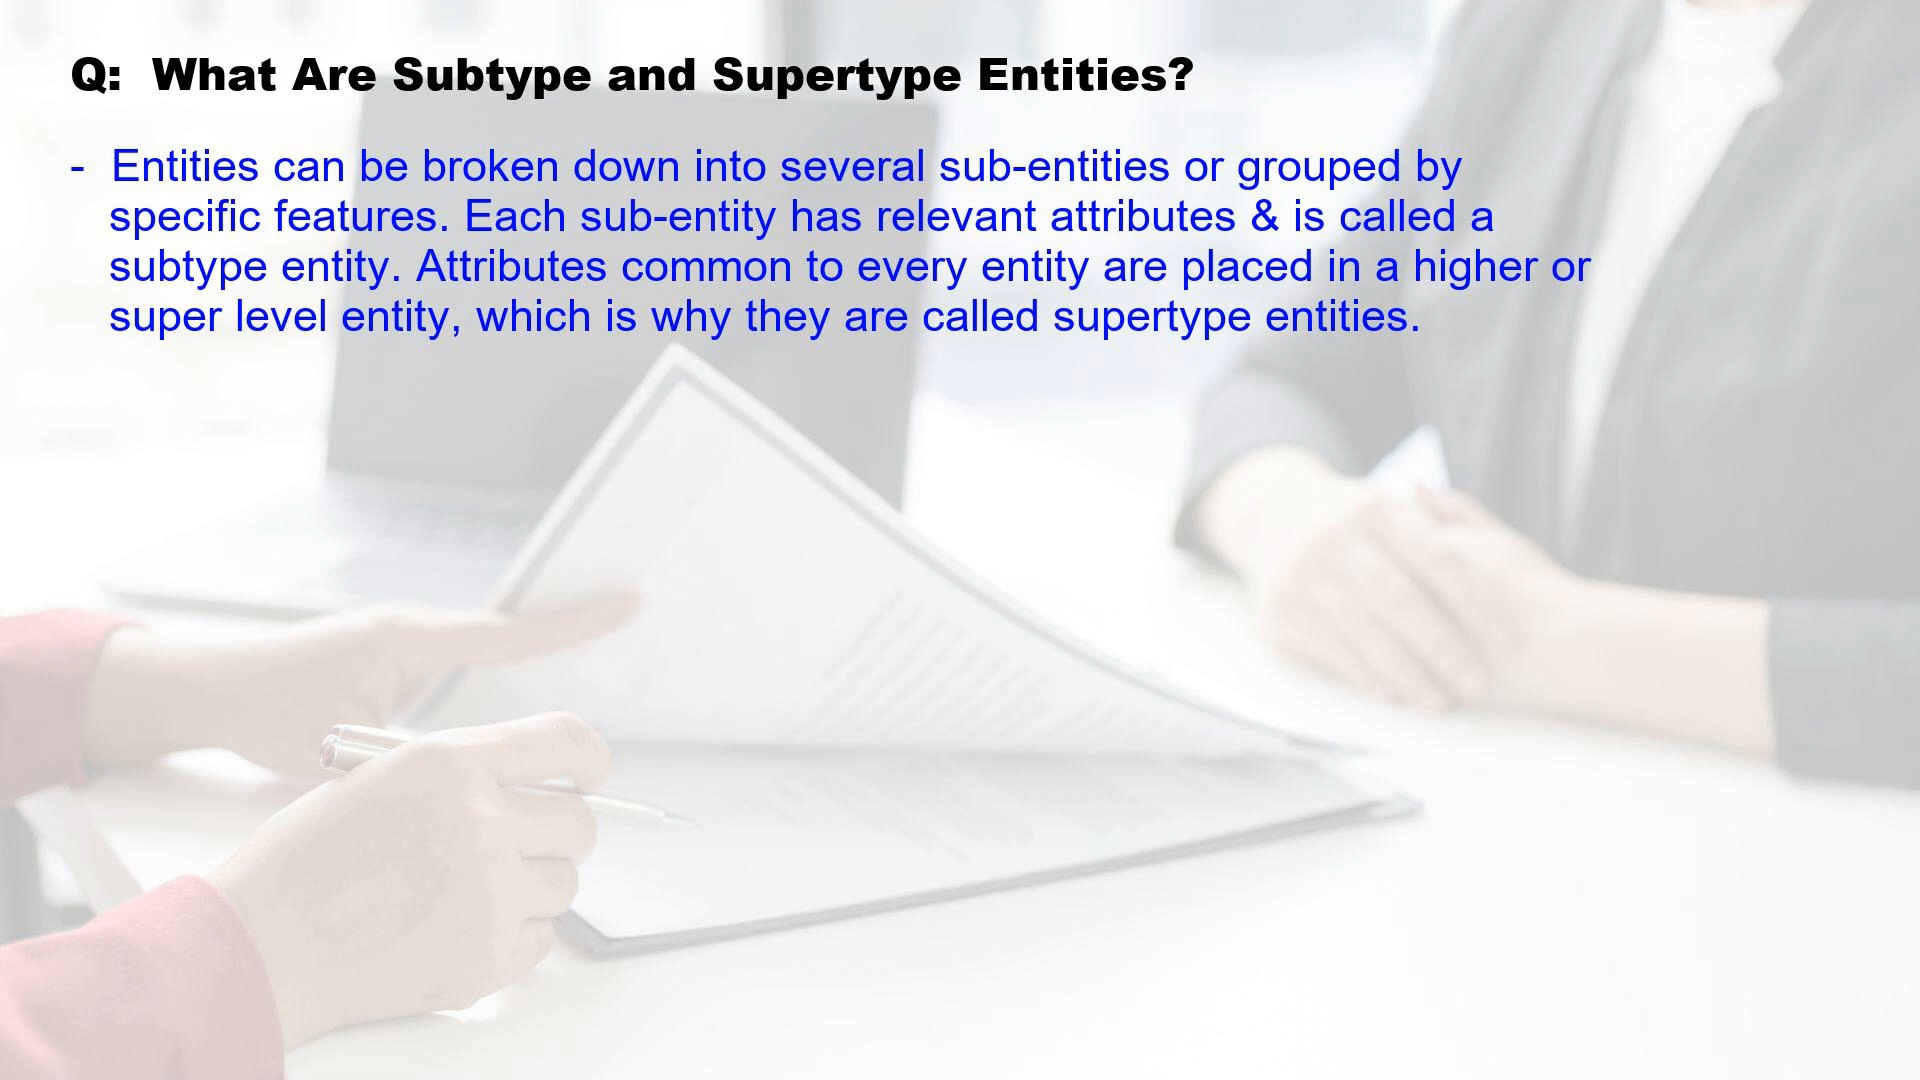 Q: What Are Subtype and Supertype Entities?
- Entities can be broken down into several sub-entities or grouped by
specific features. Each sub-entity has relevant attributes & is called a
subtype entity. Attributes common to every entity are placed in a higher or
super level entity, which is why they are called supertype entities.